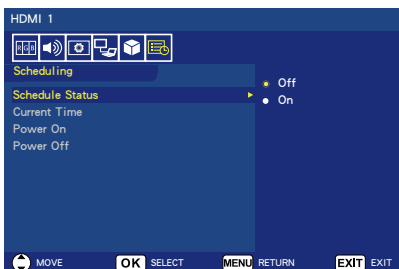 HDMI 1
RGB
Scheduling
Schedule Status
Off
On
Current Time
Power On
Power Off
MOVE OK SELECT MENU RETURN EXIT EXIT